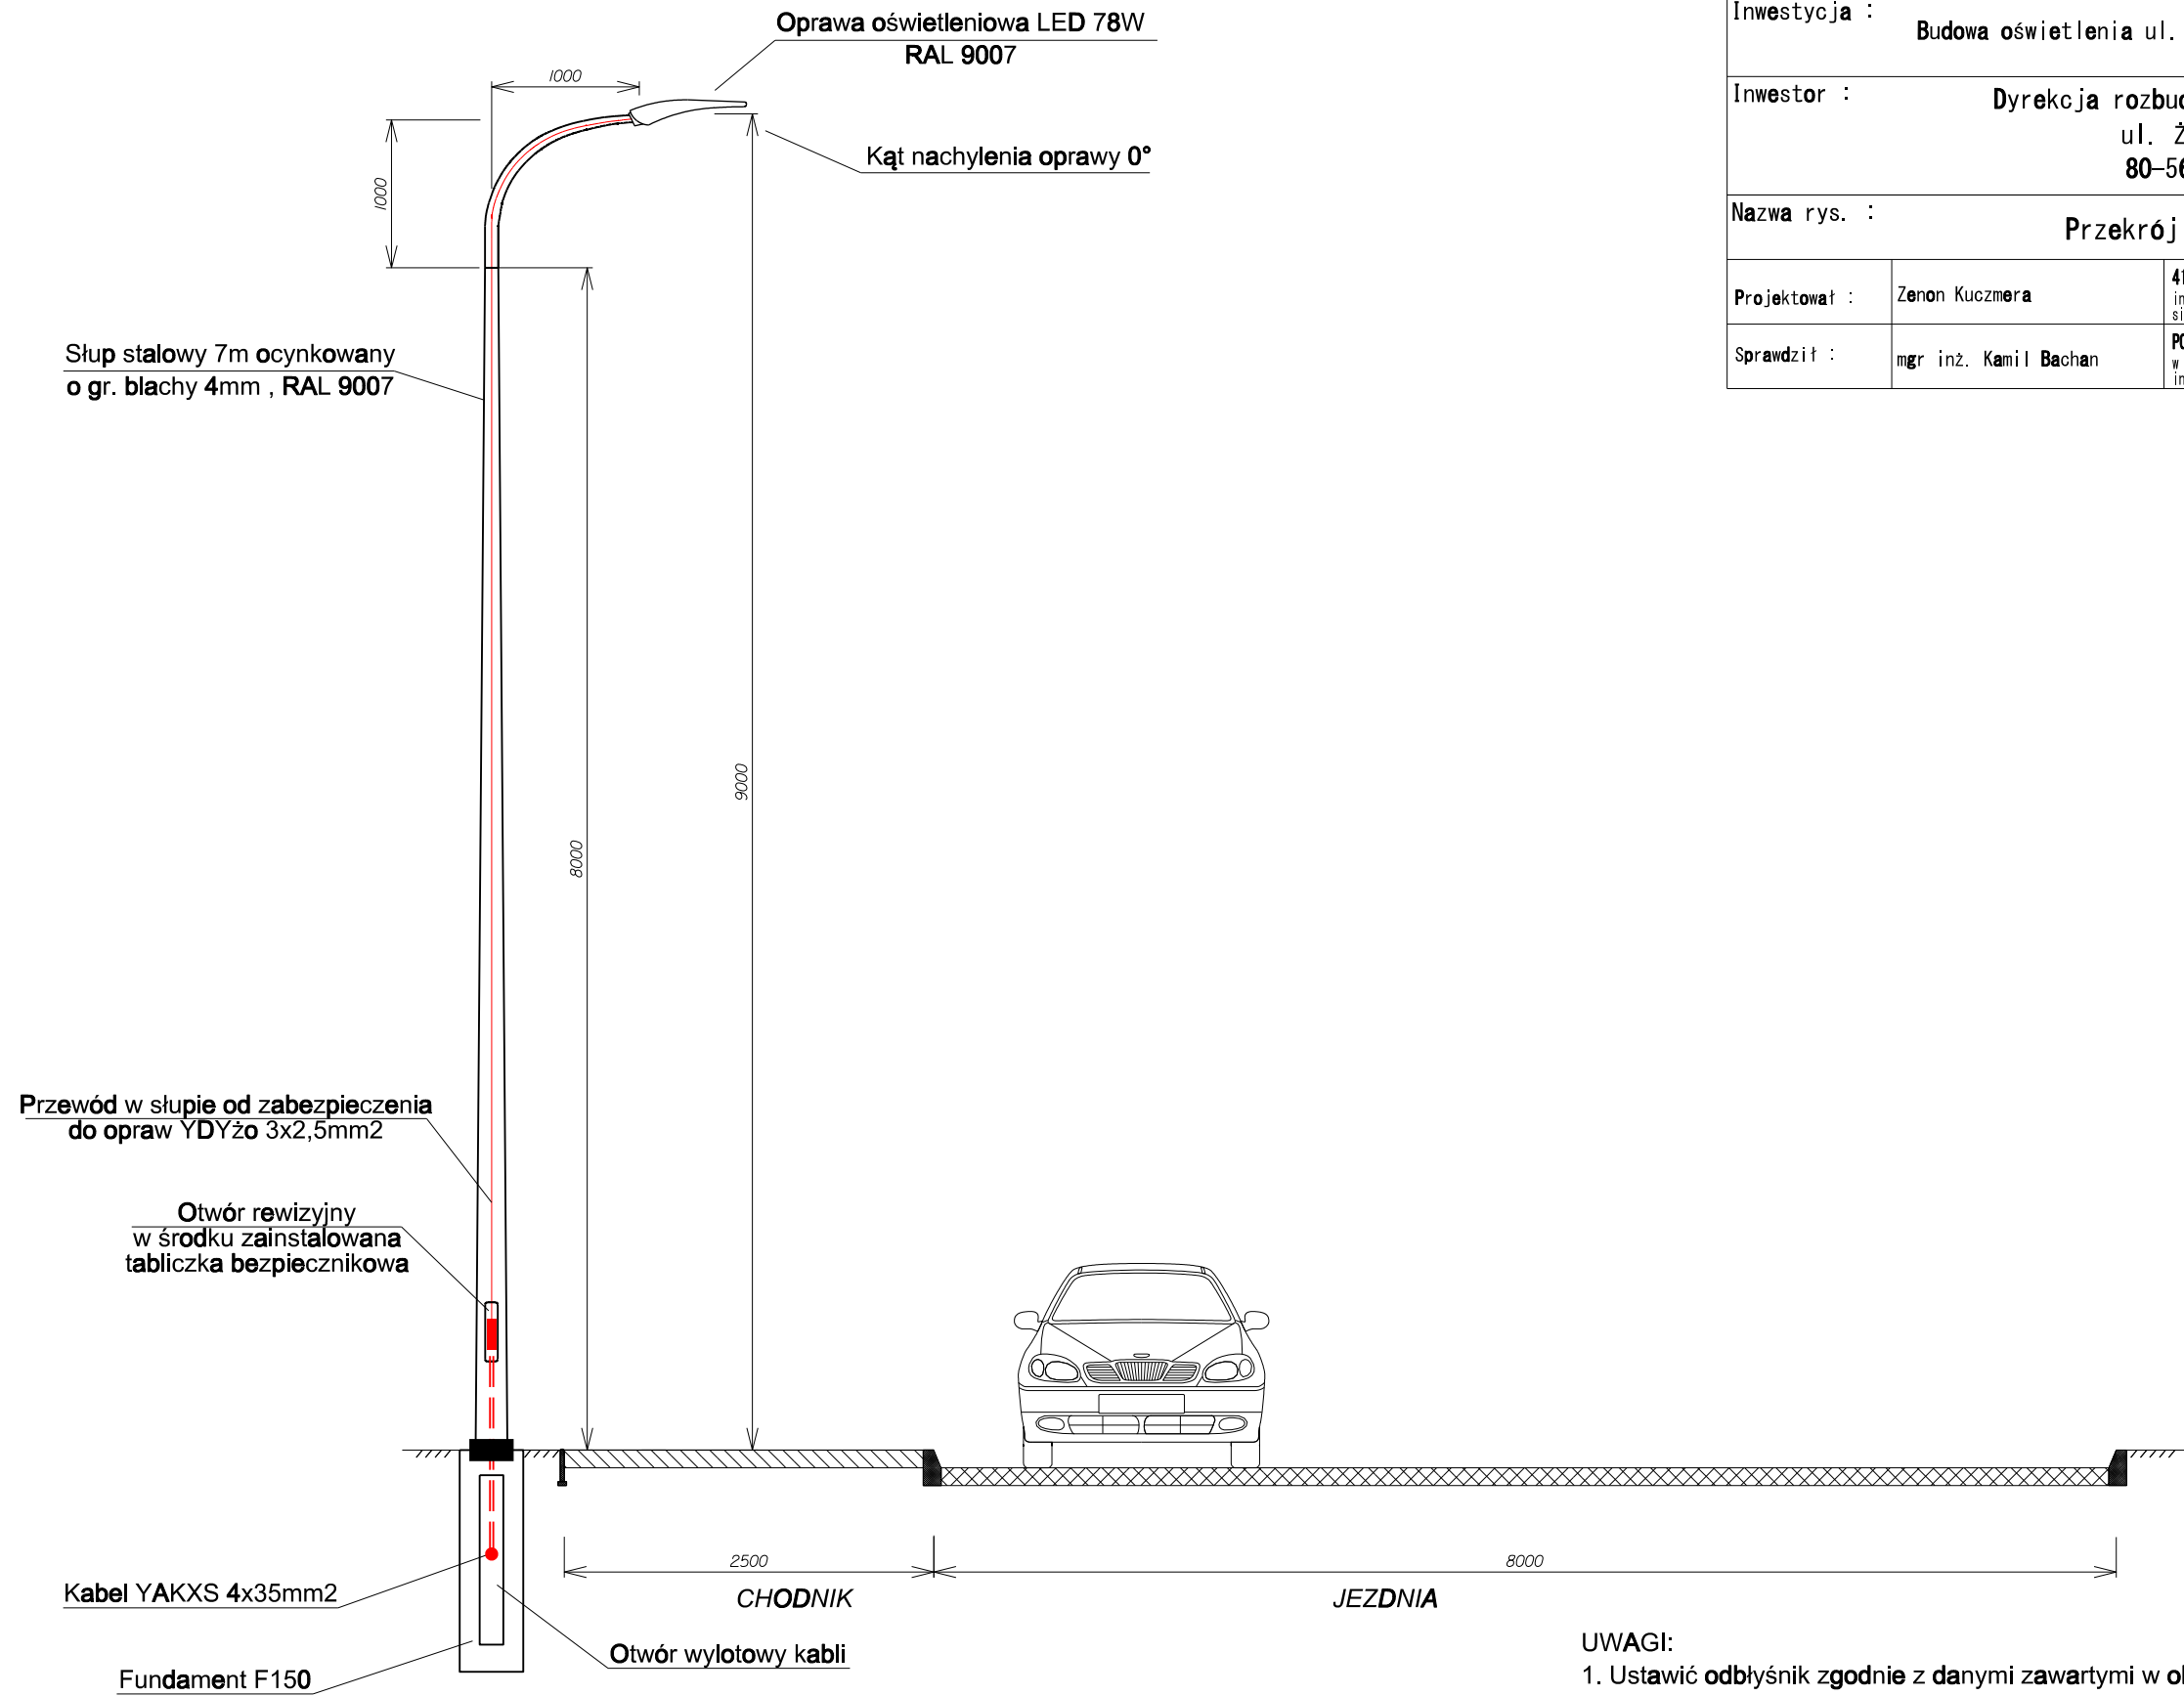 Oprawa oświetleniowa LED 78W
RAL 9007
1000
Kąt nachylenia oprawy 0°
1000
Słup stalowy 7m ocynkowany
o gr. blachy 4mm , RAL 9007
9000
8000
Przewód w słupie od zabezpieczenia
do opraw YDYżo 3x2,5mm2
Otwór rewizyjny
w środku zainstalowana
tabliczka bezpiecznikowa
2500
8000
CHODNIK
JEZDNIA
Kabel YAKXS 4x35mm2
Otwór wylotowy kabli
Fundament F150
UWAGI:
1. Ustawić odbłyśnik zgodnie z danymi zawartymi w
Inwestycja :
Budowa oświetlenia ul.
Inwestor :
Dyrekcja
ul.
Nazwa rys. :
Przekrój
Projektował :
Zenon Kuczmera
Sprawdził :
mgr inż. Kamil Bachan